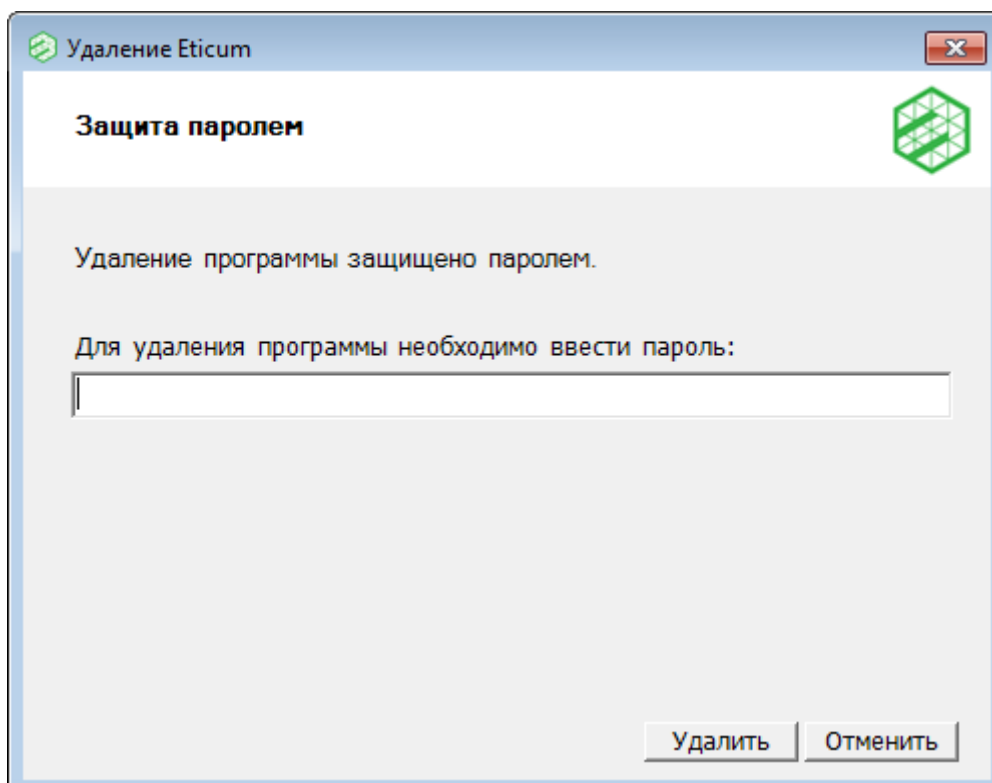 Удаление Eticum
Защита паролем
Удаление программы защищено паролем.
Для удаления программы необходимо ввести пароль:
Удалить
Отменить